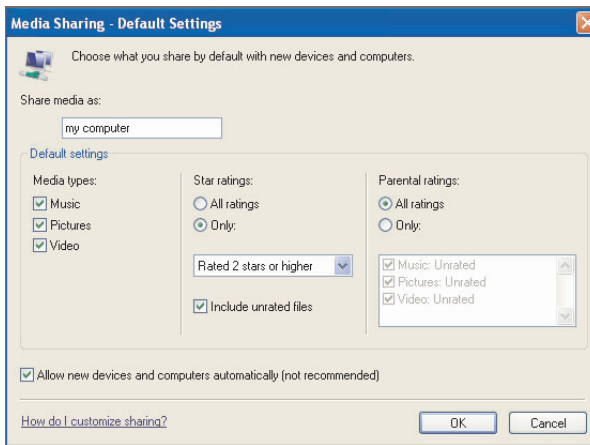 Media Sharing - Default Settings
Choose what you share by default with new devices and computers.
Share media as:
my computer
Default settings
Media types:
Music
Pictures
Video
Star ratings:
All ratings
Only:
Rated 2 stars or higher
Include unrated files
Parental ratings:
All ratings
Only:
Music: Unrated
Pictures: Unrated
Video: Unrated
Allow new devices and computers automatically (not recommended)
How do I customize sharing?
OK
Cancel